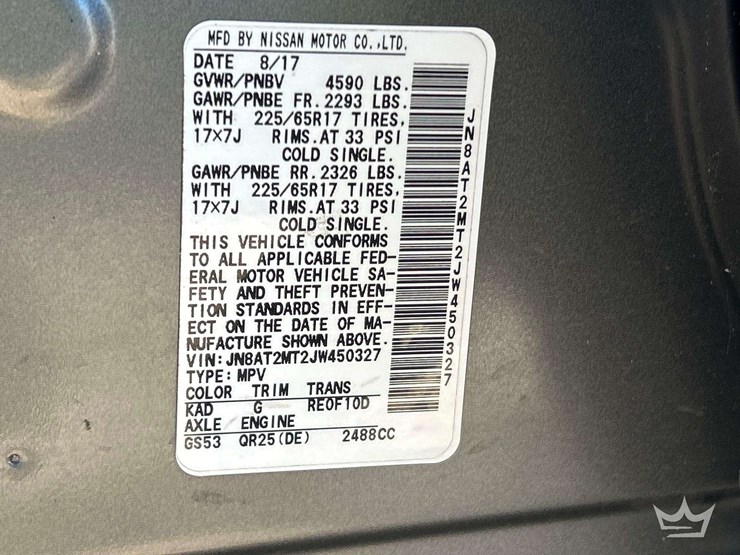 MFD BY NISSAN MOTOR CO.,LTD.
DATE 8/17
GVWR/PNBV 4590 LBS.
GAWR/PNBE FR. 2293 LBS.
WITH 225/65R17 TIRES,
17×7J RIMS.AT 33 PSI
COLD SINGLE.
GAWR/PNBE RR. 2326 LBS.
WITH 225/65R17 TIRES,
17×7J RIMS.AT 33 PSI
COLD SINGLE.
THIS VEHICLE CONFORMS
TO ALL APPLICABLE FED-
ERAL MOTOR VEHICLE SA-
FETY AND THEFT PREVEN-
TION STANDARDS IN EFF-
ECT ON THE DATE OF MA-
NUFACTURE SHOWN ABOVE.
VIN:JN8AT2MT2JW450327
TYPE:MPV
COLOR TRIM TRANS
KAD G RE0F10D
AXLE ENGINE
GS53 QR25(DE) 2488CC
JN8AT2MT2JW450327